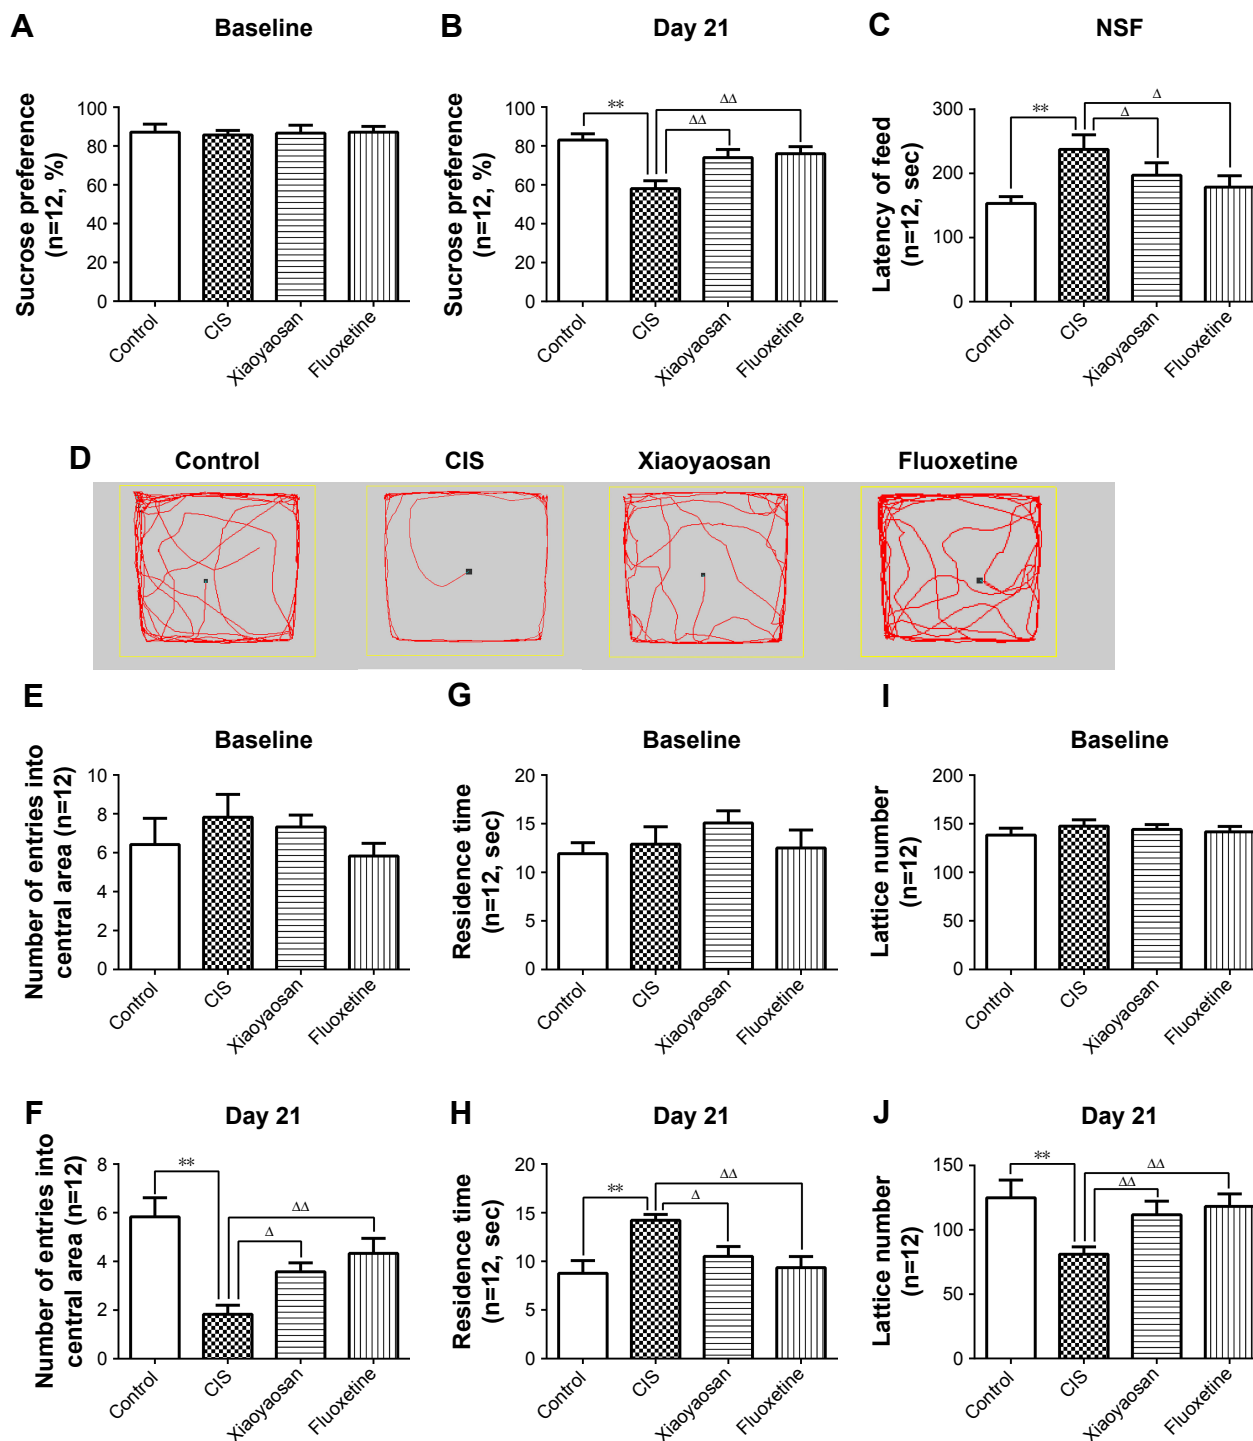 A Baseline
Sucrose preference
(n=12, %)
100
80
60
40
20
0
Control
CIS
Xiaoyaosan
Fluoxetine
B Day 21
Sucrose preference
(n=12, %)
100
80
60
40
20
0
**
ΔΔ
ΔΔ
Control
CIS
Xiaoyaosan
Fluoxetine
C NSF
Latency of feed
(n=12, sec)
300
200
100
0
**
Δ
Δ
Control
CIS
Xiaoyaosan
Fluoxetine
D Control CIS Xiaoyaosan Fluoxetine
E Baseline
Number of entries into
central area (n=12)
10
8
6
4
2
0
Control
CIS
Xiaoyaosan
Fluoxetine
G Baseline
Residence time
(n=12, sec)
20
15
10
5
0
Control
CIS
Xiaoyaosan
Fluoxetine
I Baseline
Lattice number
(n=12)
200
150
100
50
0
Control
CIS
Xiaoyaosan
Fluoxetine
F Day 21
Number of entries into
central area (n=12)
8
6
4
2
0
**
ΔΔ
Δ
Control
CIS
Xiaoyaosan
Fluoxetine
H Day 21
Residence time
(n=12, sec)
20
15
10
5
0
**
ΔΔ
Δ
Control
CIS
Xiaoyaosan
Fluoxetine
J Day 21
Lattice number
(n=12)
150
100
50
0
**
ΔΔ
ΔΔ
Control
CIS
Xiaoyaosan
Fluoxetine